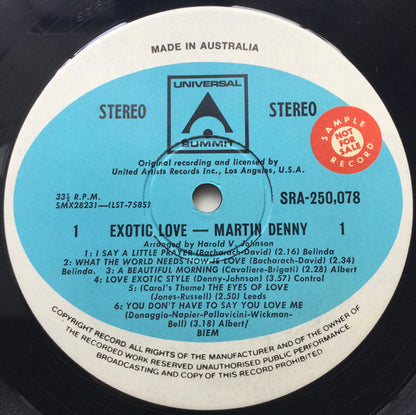 MADE IN AUSTRALIA
UNIVERSAL
SUMMIT
STEREO
STEREO
SAMPLE
NOT
FOR
SALE
RECORD
Original recording and licensed by
United Artists Records Inc., Los Angeles, U.S.A.
33⅓ R.P.M.
SMX28231—(LST-7585)
SRA-250,078
1 EXOTIC LOVE — MARTIN DENNY 1
Arranged by Harold V. Johnson
1: I SAY A LITTLE PRAYER (Bacharach-David) (2.16) Belinda
2: WHAT THE WORLD NEEDS NOW IS LOVE (Bacharach-David) (2.34)
Belinda. 3: A BEAUTIFUL MORNING (Cavaliere-Brigati) (2.28) Albert
4: LOVE EXOTIC STYLE (Denny-Johnson) (3.57) Control
5: (Carol's Theme) THE EYES OF LOVE
(Jones-Russell) (2.50) Leeds
6: YOU DON'T HAVE TO SAY YOU LOVE ME
(Donaggio-Napier-Pallavicini-Wickman-
Bell) (3.18) Albert/
BIEM
COPYRIGHT RECORD ALL RIGHTS OF THE MANUFACTURER AND OF THE OWNER OF
THE RECORDED WORK RESERVED UNAUTHORISED PUBLIC PERFORMANCE.
BROADCASTING AND COPY OF THIS RECORD PROHIBITED